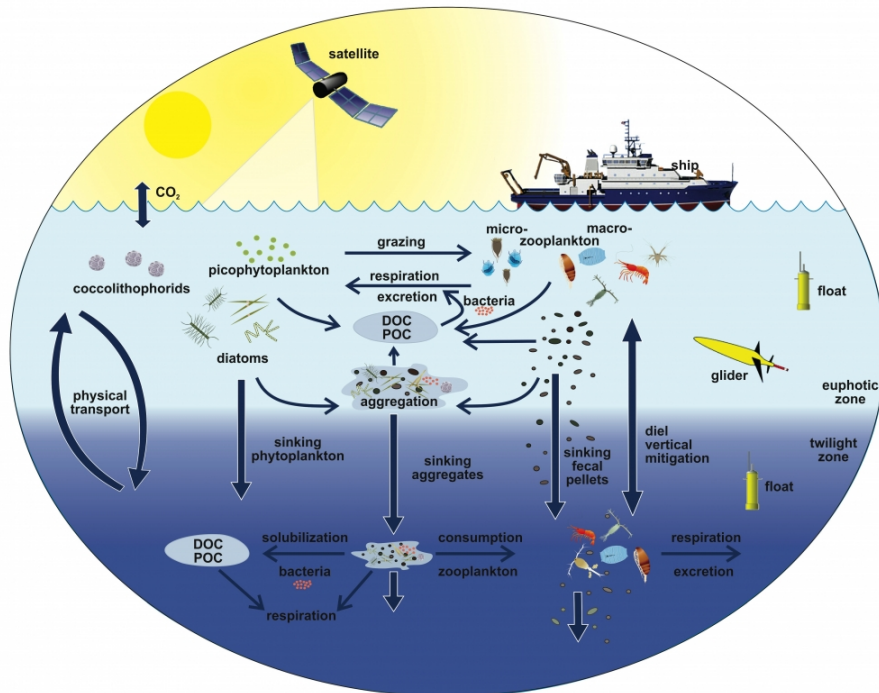 satellite
ship
CO2
micro-
macro-
zooplankton
grazing
picophytoplankton
coccolithophorids
respiration
excretion
bacteria
float
DOC
POC
diatoms
glider
aggregation
euphotic
zone
physical
transport
sinking
phytoplankton
sinking
aggregates
sinking
fecal
pellets
diel
vertical
mitigation
twilight
zone
float
DOC
POC
solubilization
bacteria
respiration
consumption
zooplankton
respiration
excretion